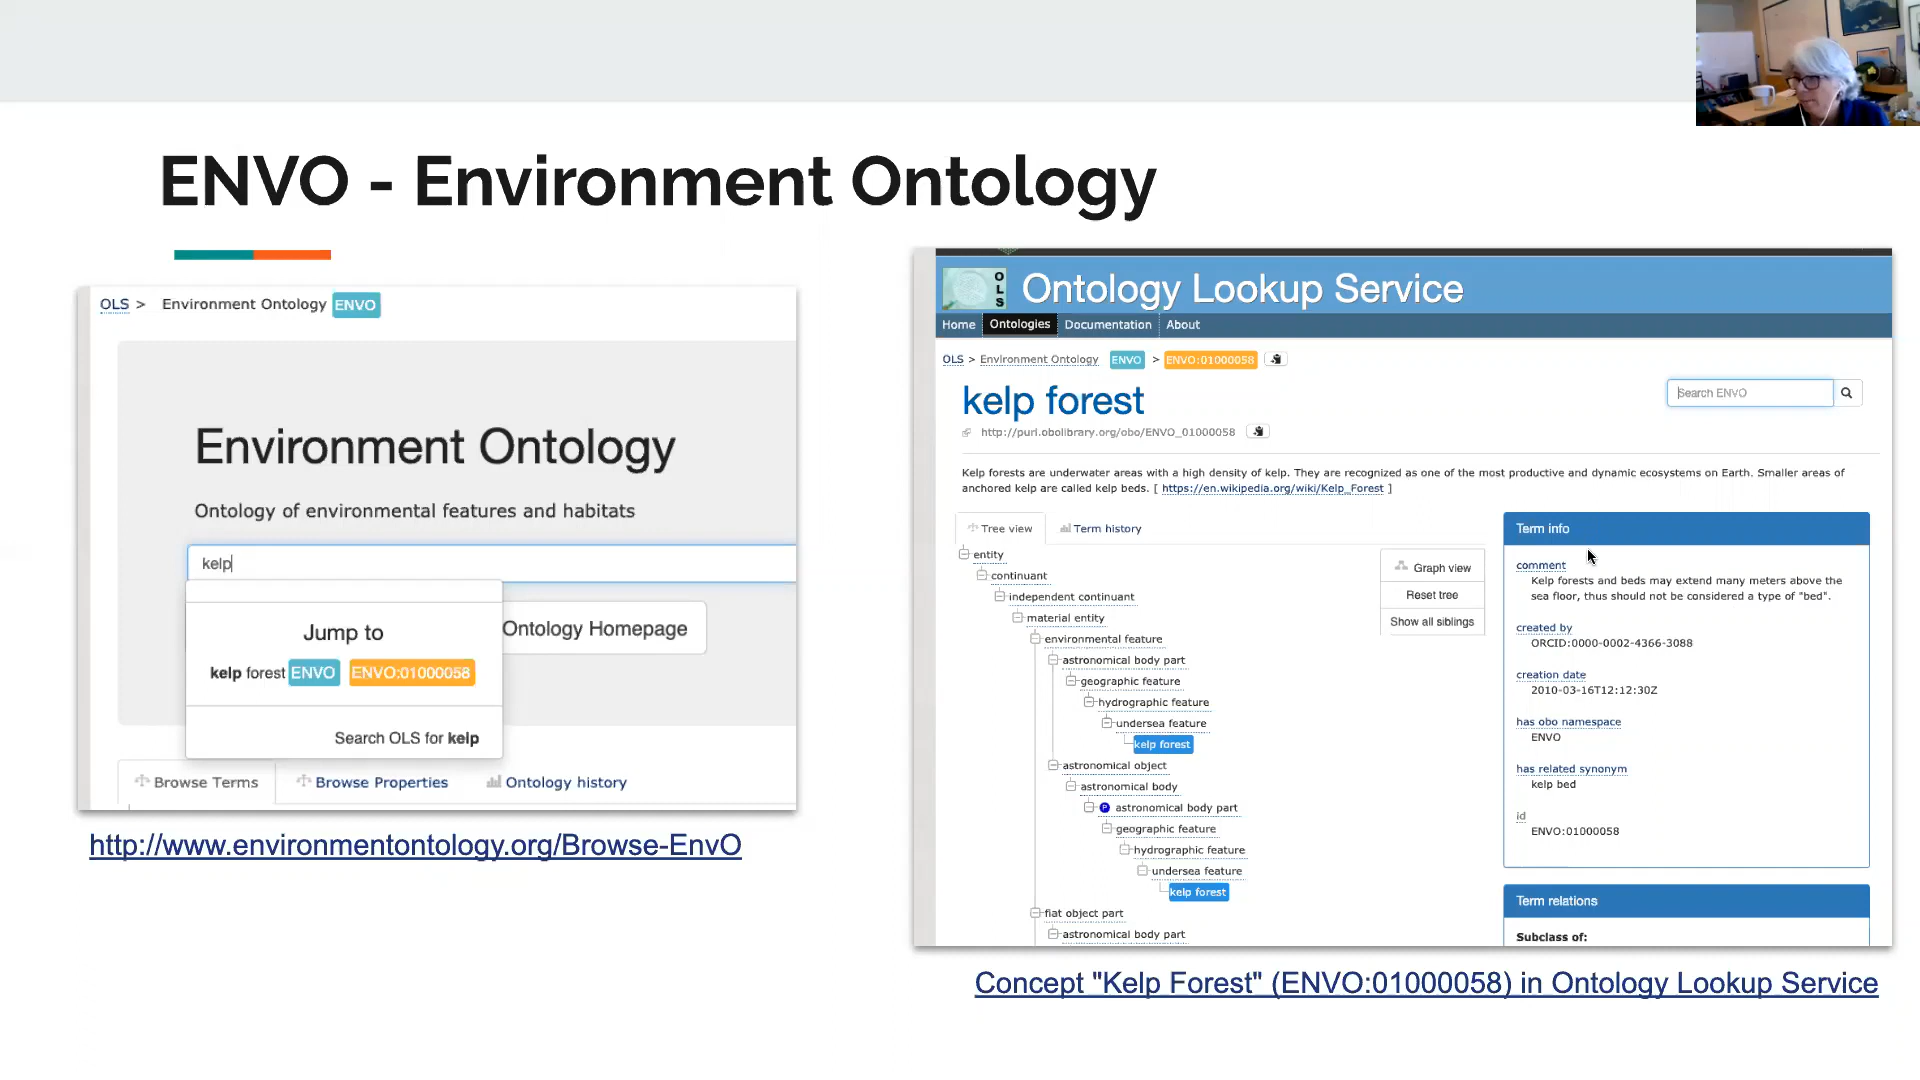 ENVO - Environment Ontology
OLS > Environment Ontology ENVO
Environment Ontology
Ontology of environmental features and habitats
kelp
Jump to
kelp forest ENVO ENVO:01000058
Search OLS for kelp
Ontology Homepage
Browse Terms Browse Properties Ontology history
http://www.environmentontology.org/Browse-EnvO
OLS
Ontology Lookup Service
Home Ontologies Documentation About
OLS > Environment Ontology ENVO > ENVO:01000058
kelp forest
Search ENVO
http://purl.obolibrary.org/obo/ENVO_01000058
Kelp forests are underwater areas with a high density of kelp. They are recognized as one of the most productive and dynamic ecosystems on Earth. Smaller areas of
anchored kelp are called kelp beds. [ https://en.wikipedia.org/wiki/Kelp_Forest ]
Tree view Term history
entity
continuant
independent continuant
material entity
environmental feature
astronomical body part
geographic feature
hydrographic feature
undersea feature
kelp forest
astronomical object
astronomical body
P astronomical body part
geographic feature
hydrographic feature
undersea feature
kelp forest
fiat object part
astronomical body part
Graph view
Reset tree
Show all siblings
Term info
comment
Kelp forests and beds may extend many meters above the
sea floor, thus should not be considered a type of "bed".
created by
ORCID:0000-0002-4366-3088
creation date
2010-03-16T12:12:30Z
has obo namespace
ENVO
has related synonym
kelp bed
id
ENVO:01000058
Term relations
Subclass of:
Concept "Kelp Forest" (ENVO:01000058) in Ontology Lookup Service